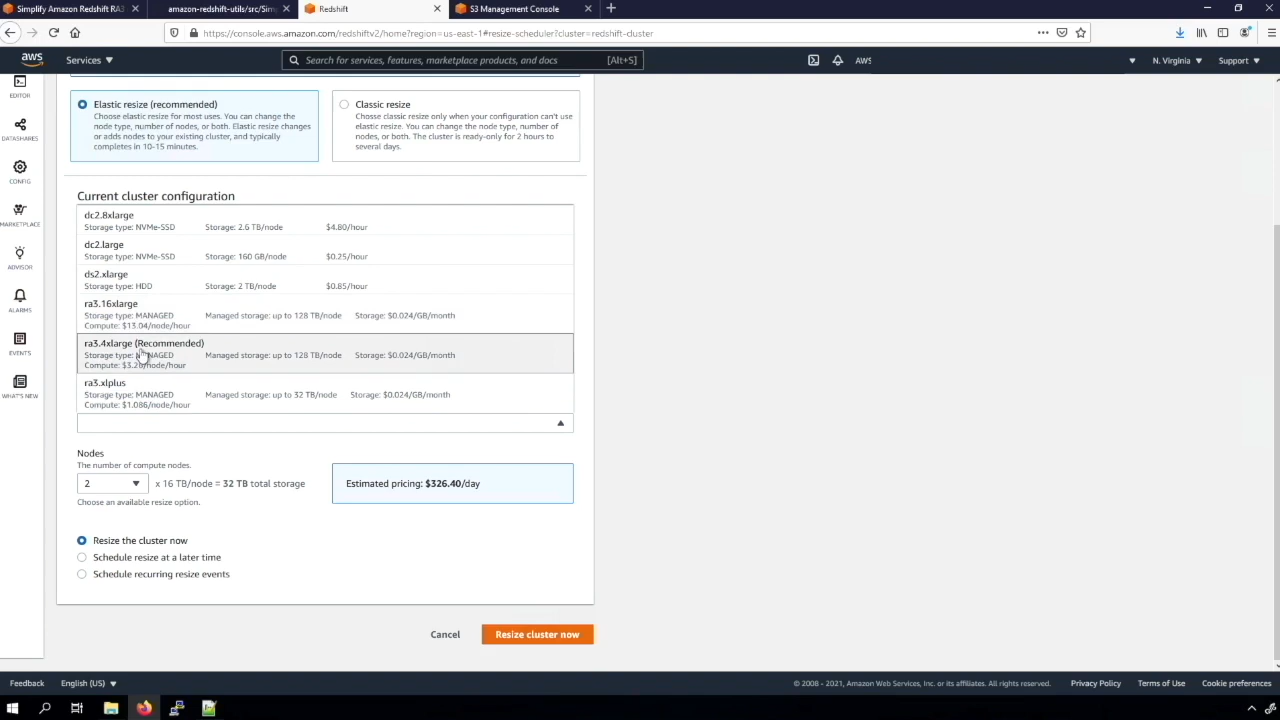 Simplify Amazon Redshift RA3
amazon-redshift-utils/src/Simp
Redshift
S3 Management Console
https://console.aws.amazon.com/redshiftv2/home?region=us-east-1#resize-scheduler?cluster=redshift-cluster
aws
Services
Search for services, features, marketplace products, and docs
[Alt+S]
AWS
N. Virginia
Support
EDITOR
DATASHARES
CONFIG
MARKETPLACE
ADVISOR
ALARMS
EVENTS
WHAT'S NEW
Elastic resize (recommended)
Choose elastic resize for most uses. You can change the
node type, number of nodes, or both. Elastic resize changes
or adds nodes to your existing cluster, and typically
completes in 10-15 minutes.
Classic resize
Choose classic resize only when your configuration can't use
elastic resize. You can change the node type, number of
nodes, or both. The cluster is ready-only for 2 hours to
several days.
Current cluster configuration
dc2.8xlarge
Storage type: NVMe-SSD Storage: 2.6 TB/node $4.80/hour
dc2.large
Storage type: NVMe-SSD Storage: 160 GB/node $0.25/hour
ds2.xlarge
Storage type: HDD Storage: 2 TB/node $0.85/hour
ra3.16xlarge
Storage type: MANAGED Managed storage: up to 128 TB/node Storage: $0.024/GB/month
Compute: $13.04/node/hour
ra3.4xlarge (Recommended)
Storage type: MANAGED Managed storage: up to 128 TB/node Storage: $0.024/GB/month
Compute: $3.26/node/hour
ra3.xlplus
Storage type: MANAGED Managed storage: up to 32 TB/node Storage: $0.024/GB/month
Compute: $1.086/node/hour
Nodes
The number of compute nodes.
2 x 16 TB/node = 32 TB total storage
Choose an available resize option.
Estimated pricing: $326.40/day
Resize the cluster now
Schedule resize at a later time
Schedule recurring resize events
Cancel
Resize cluster now
Feedback
English (US)
© 2008 - 2021, Amazon Web Services, Inc. or its affiliates. All rights reserved.
Privacy Policy
Terms of Use
Cookie preferences